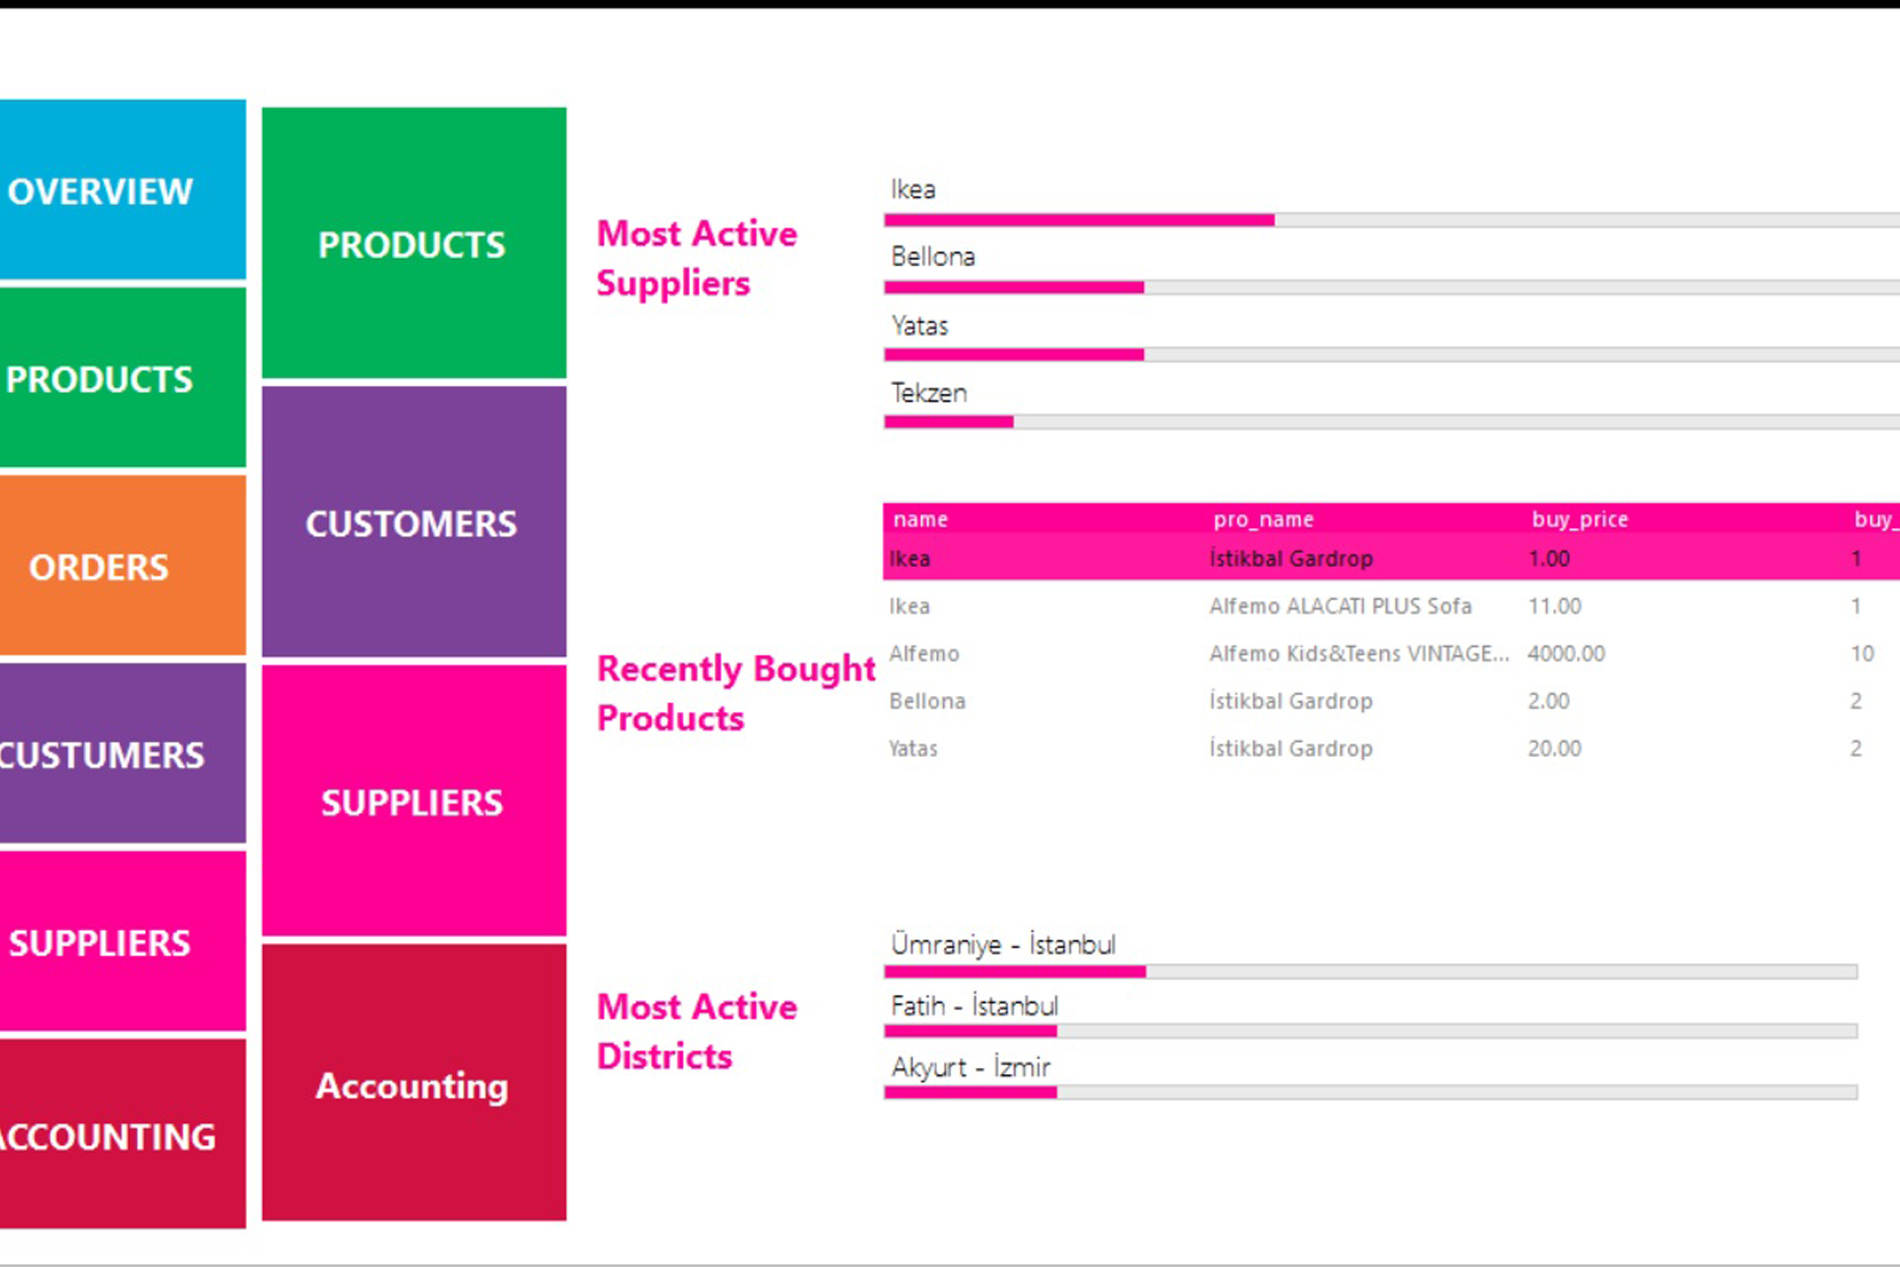 OVERVIEW
PRODUCTS
ORDERS
CUSTUMERS
SUPPLIERS
ACCOUNTING
PRODUCTS
CUSTOMERS
SUPPLIERS
Accounting
Most Active
Suppliers
Ikea
Bellona
Yatas
Tekzen
Recently Bought
Products
name pro_name buy_price buy_
Ikea İstikbal Gardrop 1.00 1
Ikea Alfemo ALACATI PLUS Sofa 11.00 1
Alfemo Alfemo Kids&Teens VINTAGE... 4000.00 10
Bellona İstikbal Gardrop 2.00 2
Yatas İstikbal Gardrop 20.00 2
Most Active
Districts
Ümraniye - İstanbul
Fatih - İstanbul
Akyurt - İzmir